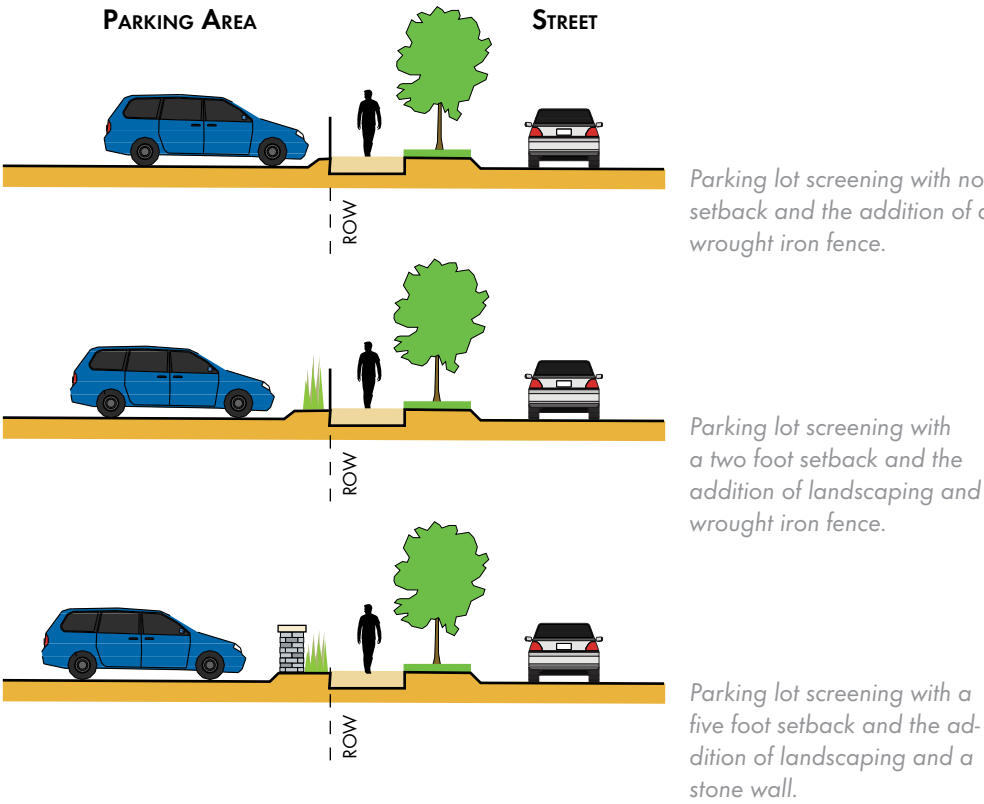 PARKING AREA
STREET
ROW
Parking lot screening with no
setback and the addition of a
wrought iron fence.
ROW
Parking lot screening with
a two foot setback and the
addition of landscaping and
wrought iron fence.
ROW
Parking lot screening with a
five foot setback and the ad-
dition of landscaping and a
stone wall.